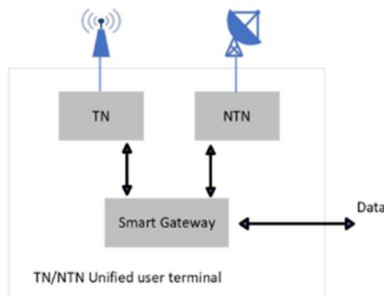 TN
NTN
Data
Smart Gateway
TN/NTN Unified user terminal